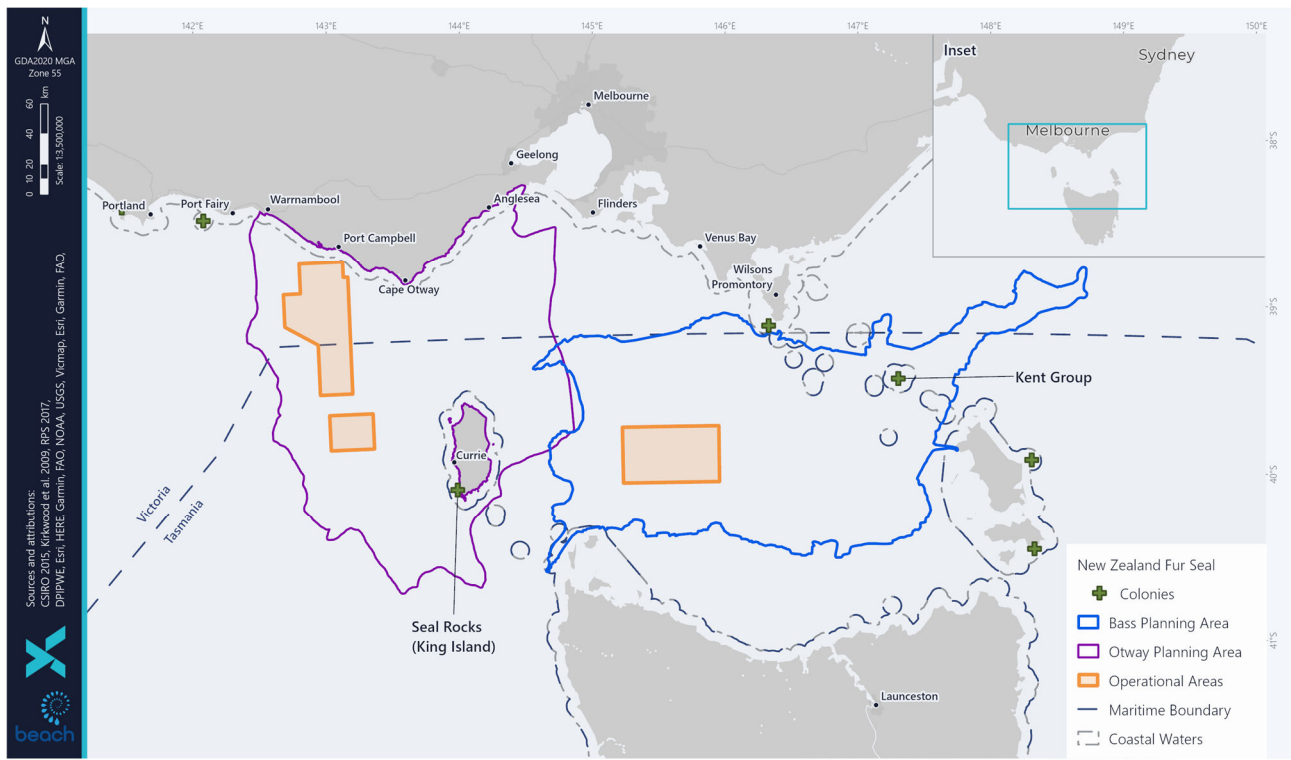 142°E
143°E
144°E
145°E
146°E
147°E
148°E
149°E
150°E
N
GDA2020 MGA
Zone 55
0 10 20 40 60 km
Scale: 1:3,500,000
Inset
Sydney
Melbourne
Melbourne
Geelong
Portland
Port Fairy
Warrnambool
Anglesea
Flinders
Port Campbell
Venus Bay
Cape Otway
Wilsons
Promontory
38°S
39°S
40°S
41°S
Kent Group
Currie
Victoria
Tasmania
Seal Rocks
(King Island)
Launceston
New Zealand Fur Seal
Colonies
Bass Planning Area
Otway Planning Area
Operational Areas
Maritime Boundary
Coastal Waters
Sources and attributions:
CSIRO 2015, Kirkwood et al. 2009, RPS 2017,
DPIPWE, Esri, HERE. Garmin, FAO, NOAA, USGS, Vicmap, Esri, Garmin, FAO,
beach